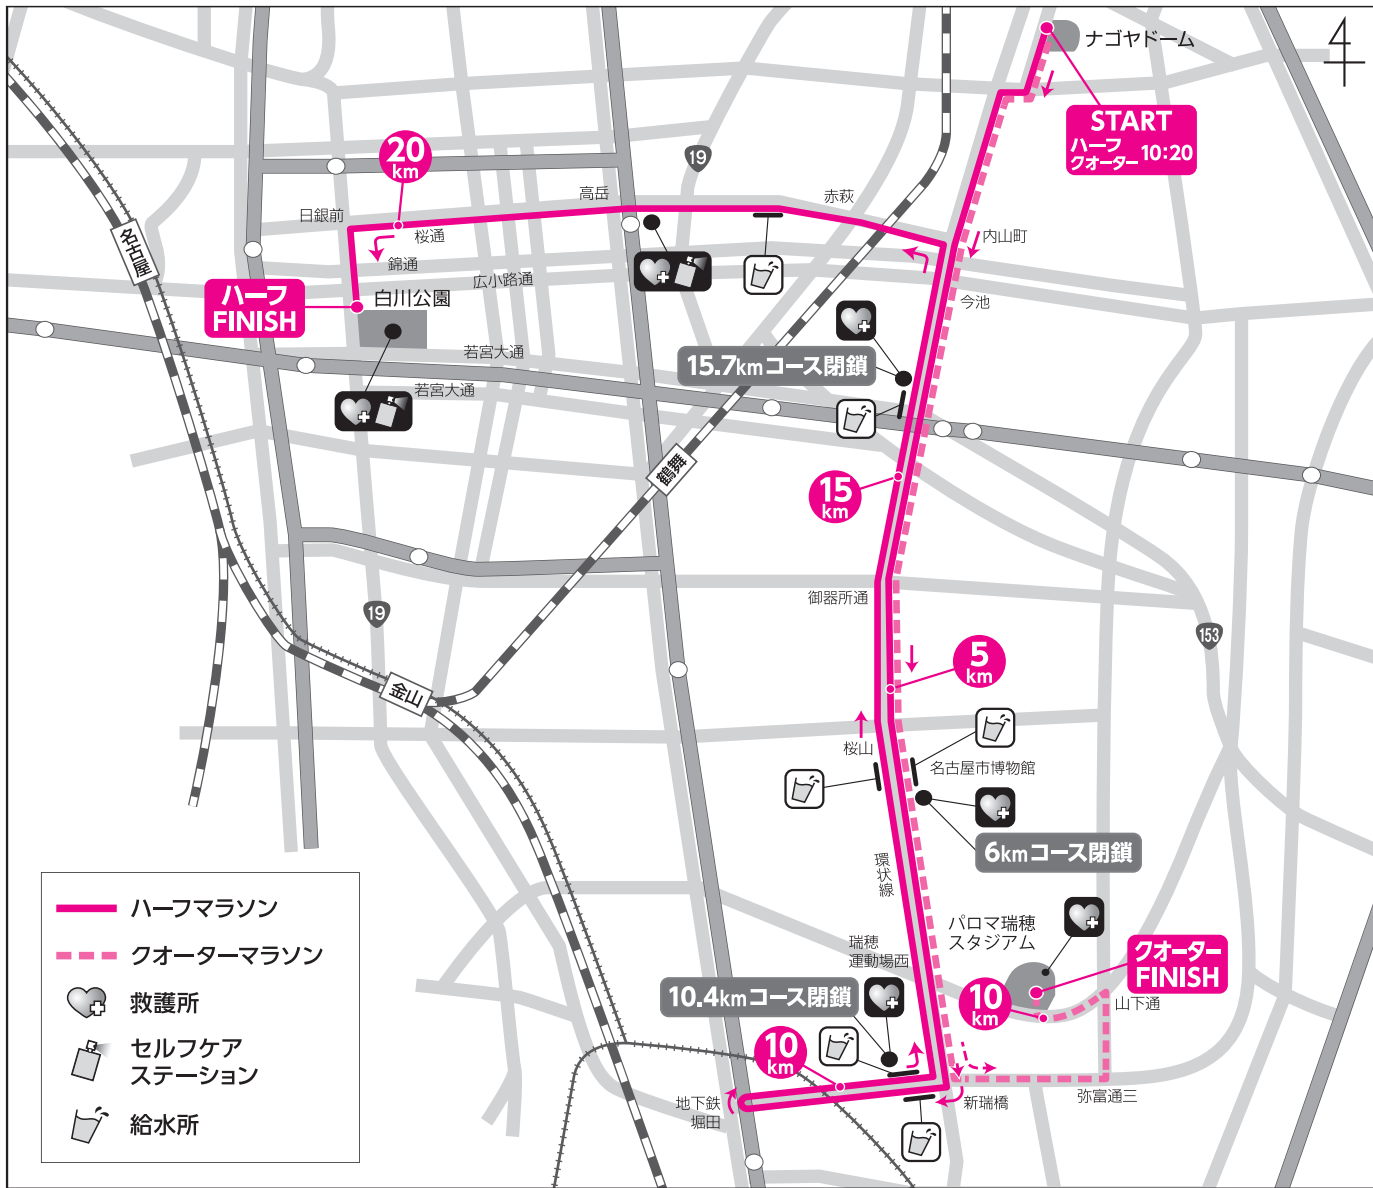 ナゴヤドーム
START
ハーフ
クオーター 10:20
20
km
19
高岳
赤萩
日銀前
桜通
内山町
錦通
広小路通
名古屋
ハーフ
FINISH
白川公園
今池
若宮大通
15.7kmコース閉鎖
若宮大通
鶴舞
15
km
御器所通
19
153
5
km
金山
桜山
名古屋市博物館
6kmコース閉鎖
環状線
パロマ瑞穂
スタジアム
瑞穂
運動場西
クオーター
FINISH
10.4kmコース閉鎖
10
km
山下通
10
km
地下鉄
堀田
新瑞橋
弥富通三
ハーフマラソン
クオーターマラソン
救護所
セルフケア
ステーション
給水所